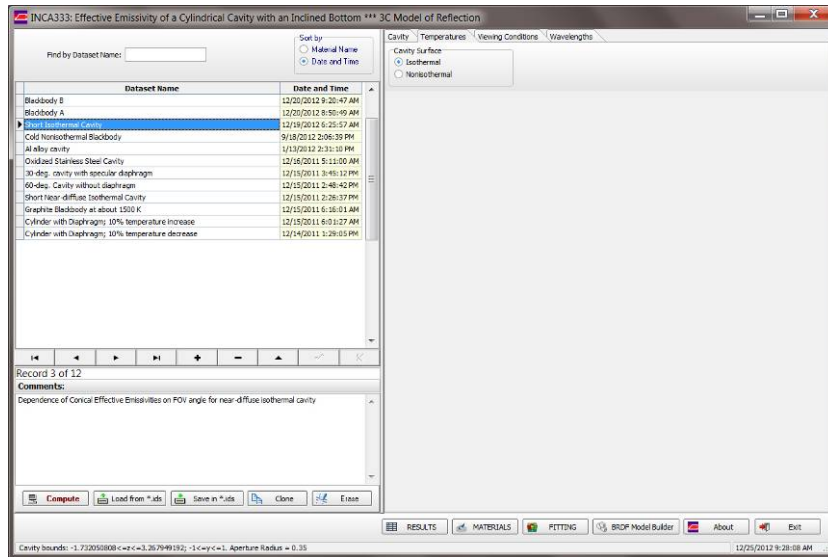 INCA333: Effective Emissivity of a Cylindrical Cavity with an Inclined Bottom *** 3C Model of Reflection
Find by Dataset Name:
Sort by
Material Name
Date and Time
Dataset Name Date and Time
Blackbody B 12/20/2012 9:20:47 AM
Blackbody A 12/20/2012 8:50:49 AM
Short Isothermal Cavity 12/19/2012 6:25:57 AM
Cold Nonisothermal Blackbody 9/18/2012 2:06:39 PM
Al alloy cavity 1/13/2012 2:31:10 PM
Oxidized Stainless Steel Cavity 12/16/2011 5:11:00 AM
30-deg. cavity with specular diaphragm 12/15/2011 3:45:12 PM
60-deg. Cavity without diaphragm 12/15/2011 2:48:42 PM
Short Near-diffuse Isothermal Cavity 12/15/2011 2:26:37 PM
Graphite Blackbody at about 1500 K 12/15/2011 6:16:01 AM
Cylinder with Diaphragm; 10% temperature increase 12/15/2011 6:01:27 AM
Cylinder with Diaphragm; 10% temperature decrease 12/14/2011 1:29:05 PM
Record 3 of 12
Comments:
Dependence of Conical Effective Emissivities on FOV angle for near-diffuse isothermal cavity
Compute Load from *.ids Save in *.ids Clone Erase
Cavity Temperatures Viewing Conditions Wavelengths
Cavity Surface
Isothermal
Nonisothermal
RESULTS MATERIALS FITTING BRDF Model Builder About Exit
Cavity bounds: -1.732050808<=z<=3.267949192; -1<=y<=1. Aperture Radius = 0.35 12/25/2012 9:28:08 AM